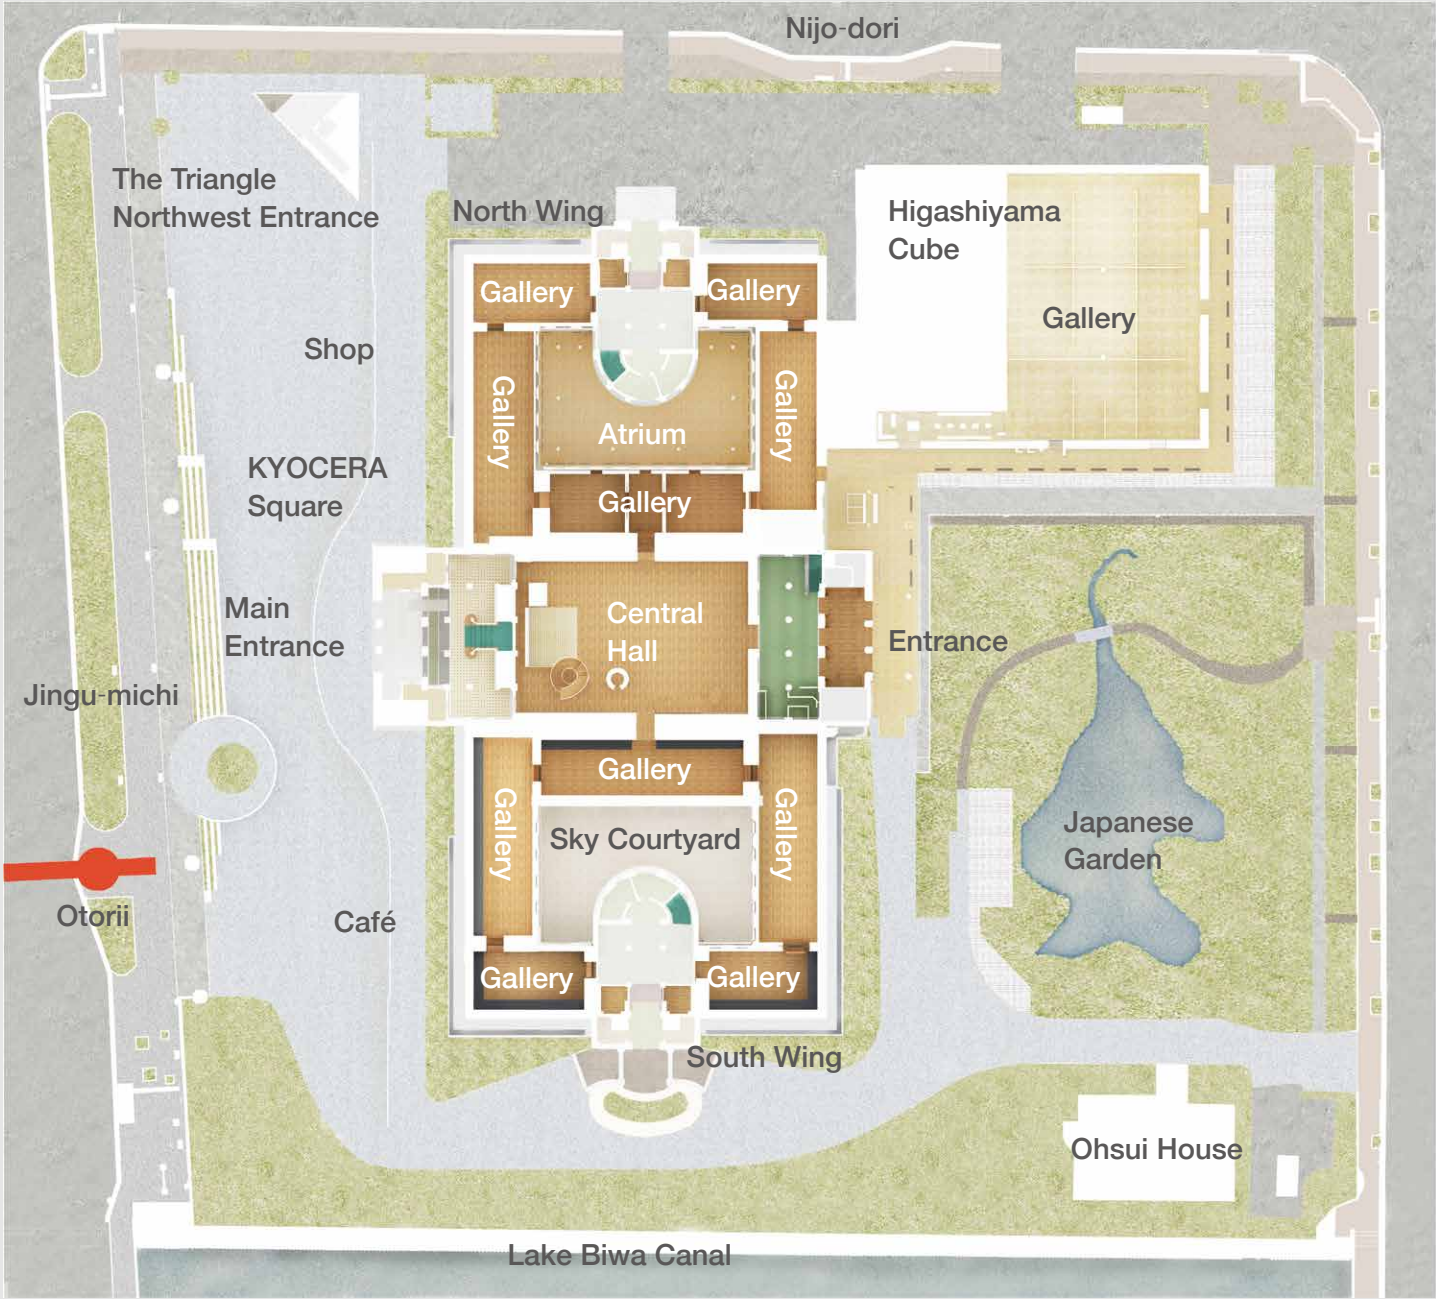 Nijo-dori
The Triangle
Northwest Entrance
North Wing
Higashiyama
Cube
Gallery
Gallery
Gallery
Shop
Gallery
Gallery
Atrium
KYOCERA
Square
Gallery
Main
Entrance
Central
Hall
Entrance
Jingu-michi
Gallery
Gallery
Gallery
Sky Courtyard
Japanese
Garden
Otorii
Café
Gallery
Gallery
South Wing
Ohsui House
Lake Biwa Canal